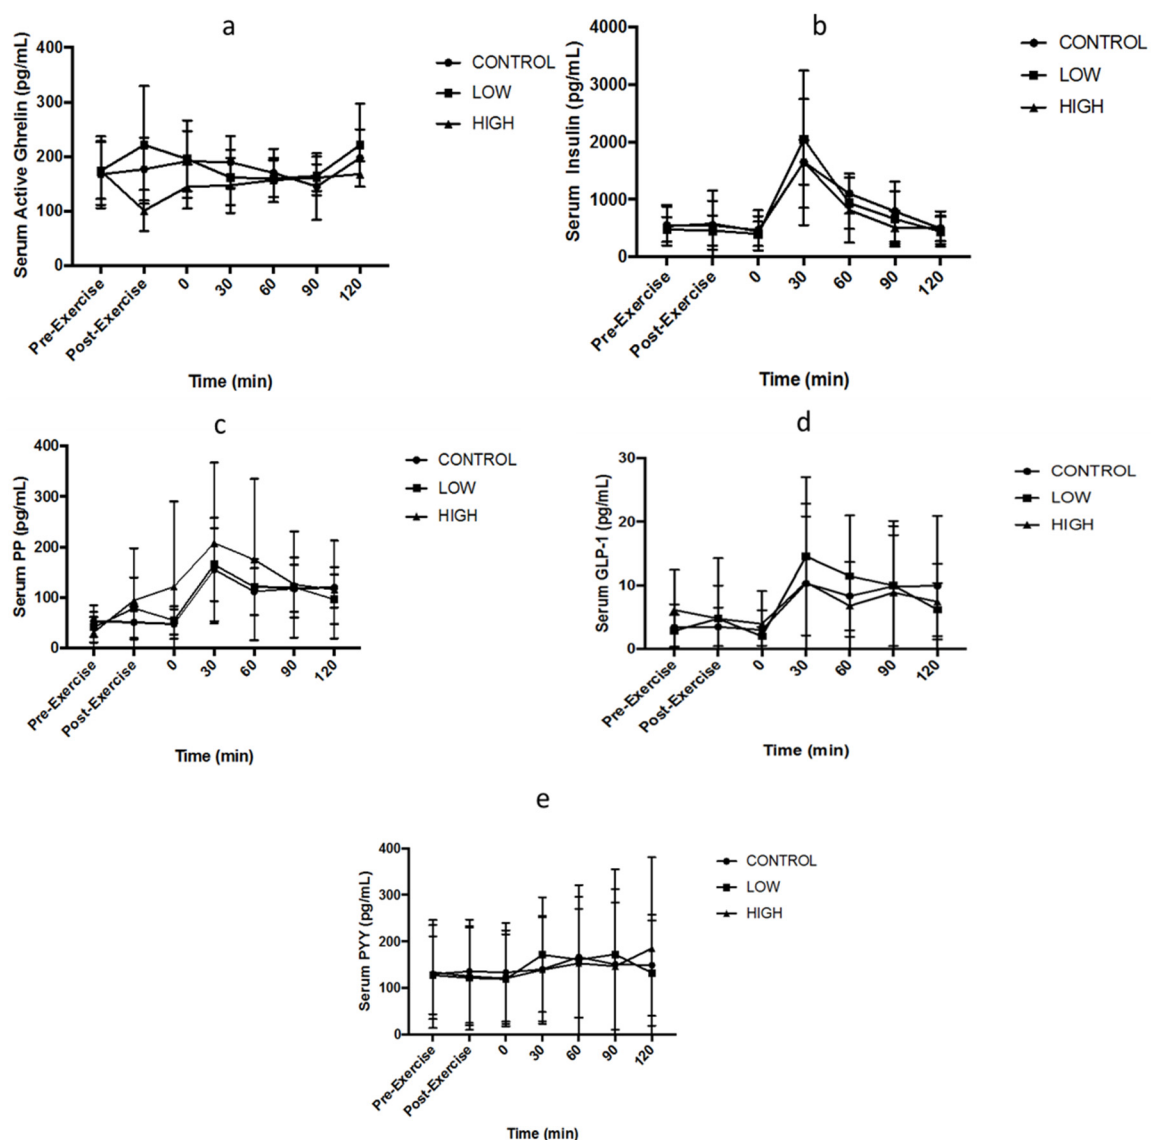 a
400
300
200
100
0
Serum Active Ghrelin (pg/mL)
CONTROL
LOW
HIGH
Pre-Exercise
Post-Exercise
0
30
60
90
120
Time (min)
b
4000
3000
2000
1000
0
Serum Insulin (pg/mL)
CONTROL
LOW
HIGH
Pre-Exercise
Post-Exercise
0
30
60
90
120
Time (min)
c
400
300
200
100
0
Serum PP (pg/mL)
CONTROL
LOW
HIGH
Pre-Exercise
Post-Exercise
0
30
60
90
120
Time (min)
d
30
20
10
0
Serum GLP-1 (pg/mL)
CONTROL
LOW
HIGH
Pre-Exercise
Post-Exercise
0
30
60
90
120
Time (min)
e
400
300
200
100
0
Serum PYY (pg/mL)
CONTROL
LOW
HIGH
Pre-Exercise
Post-Exercise
0
30
60
90
120
Time (min)